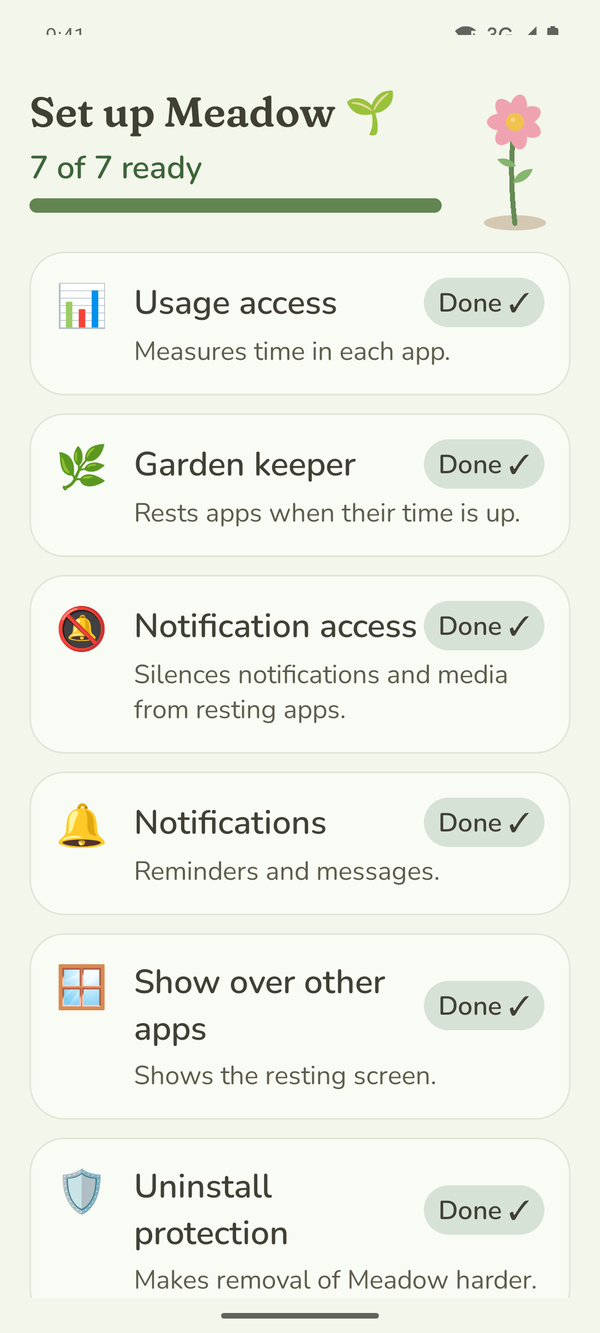 9:41
3G
Set up Meadow
7 of 7 ready
Usage access
Done ✓
Measures time in each app.
Garden keeper
Done ✓
Rests apps when their time is up.
Notification access
Done ✓
Silences notifications and media
from resting apps.
Notifications
Done ✓
Reminders and messages.
Show over other
apps
Done ✓
Shows the resting screen.
Uninstall
protection
Done ✓
Makes removal of Meadow harder.